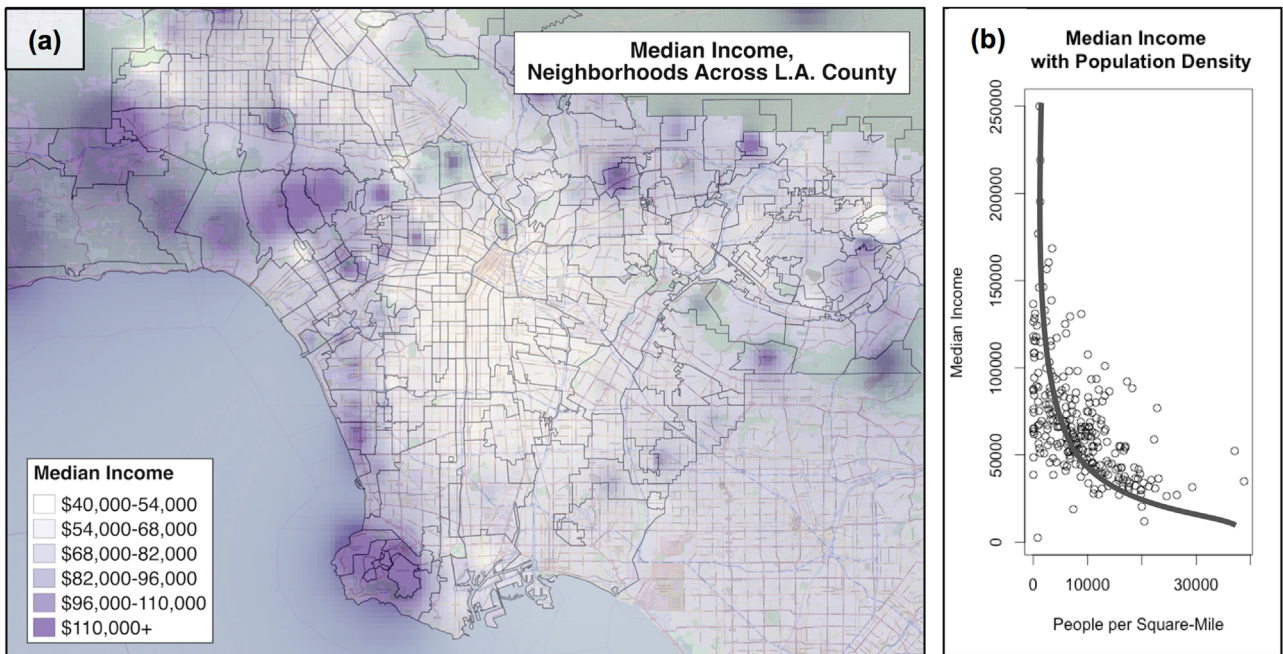 (a)
Median Income,
Neighborhoods Across L.A. County
Median Income
$40,000-54,000
$54,000-68,000
$68,000-82,000
$82,000-96,000
$96,000-110,000
$110,000+
(b)
Median Income
with Population Density
Median Income
250000
200000
150000
100000
50000
0
0 10000 30000
People per Square-Mile